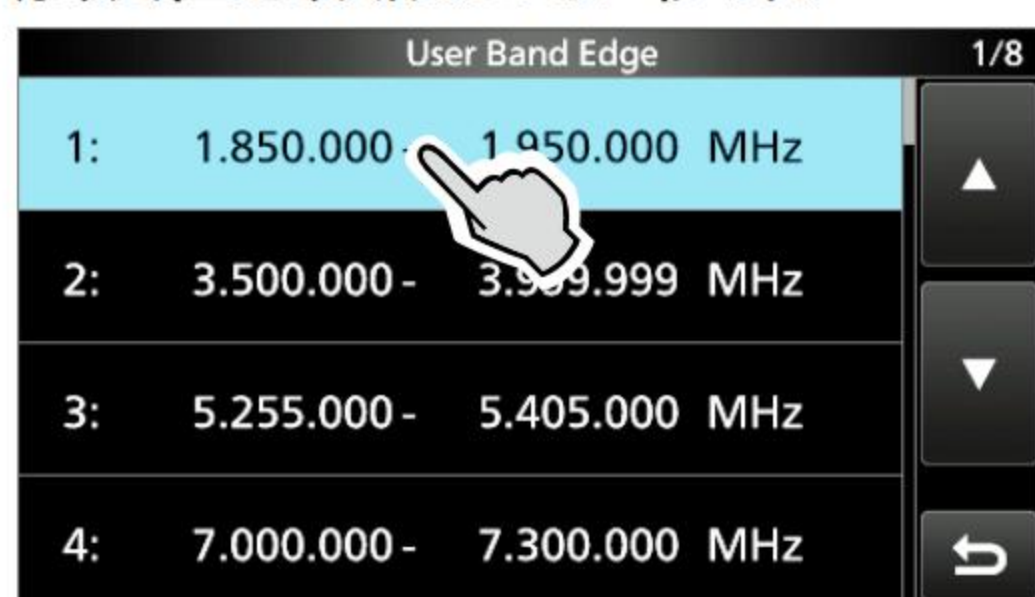 User Band Edge 1/8
1: 1.850.000 - 1.950.000 MHz
2: 3.500.000 - MHz
3: 5.255.000 - 5.405.000 MHz
4: 7.000.000 - 7.300.000 MHz